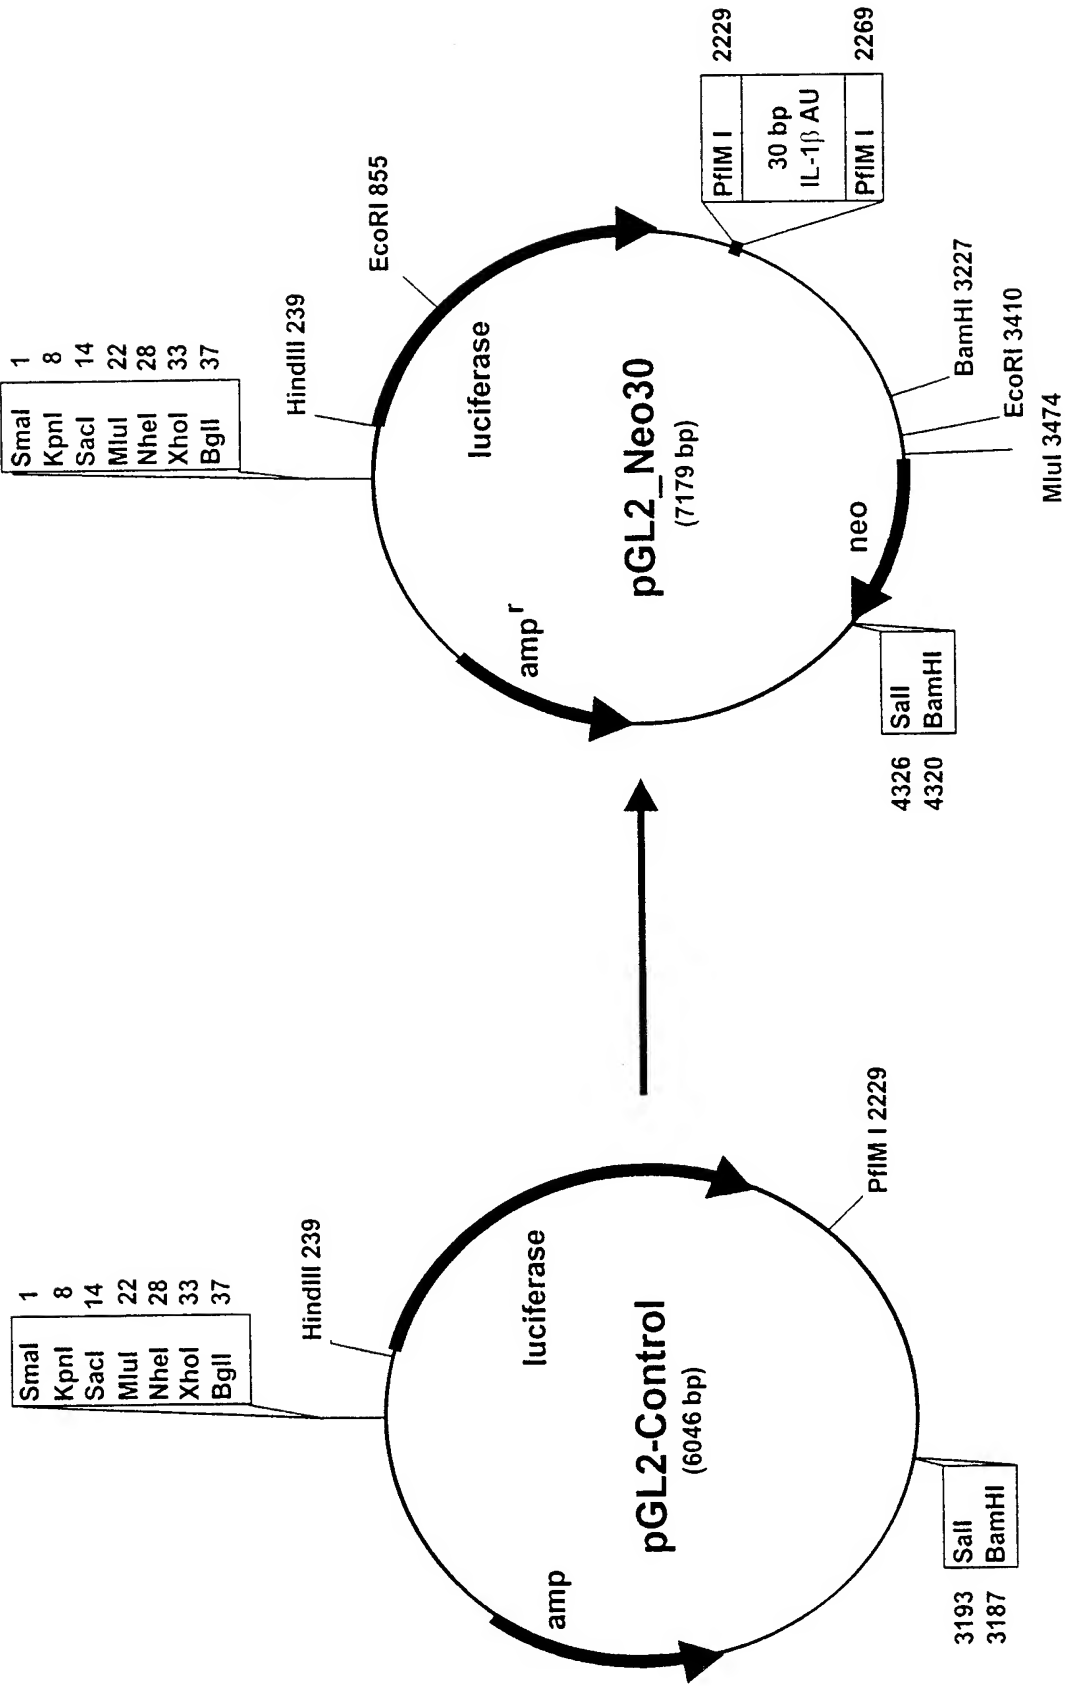 SmaI 1
KpnI 8
SacI 14
MluI 22
NheI 28
XhoI 33
BglI 37
HindIII 239
luciferase
pGL2-Control
(6046 bp)
amp
PflM I 2229
3193 SalI
3187 BamHI
SmaI 1
KpnI 8
SacI 14
MluI 22
NheI 28
XhoI 33
BglI 37
HindIII 239
EcoRI 855
luciferase
amp^r
pGL2_Neo30
(7179 bp)
PflM I 2229
30 bp
IL-1β AU
PflM I 2269
neo
BamHI 3227
EcoRI 3410
MluI 3474
4326 SalI
4320 BamHI